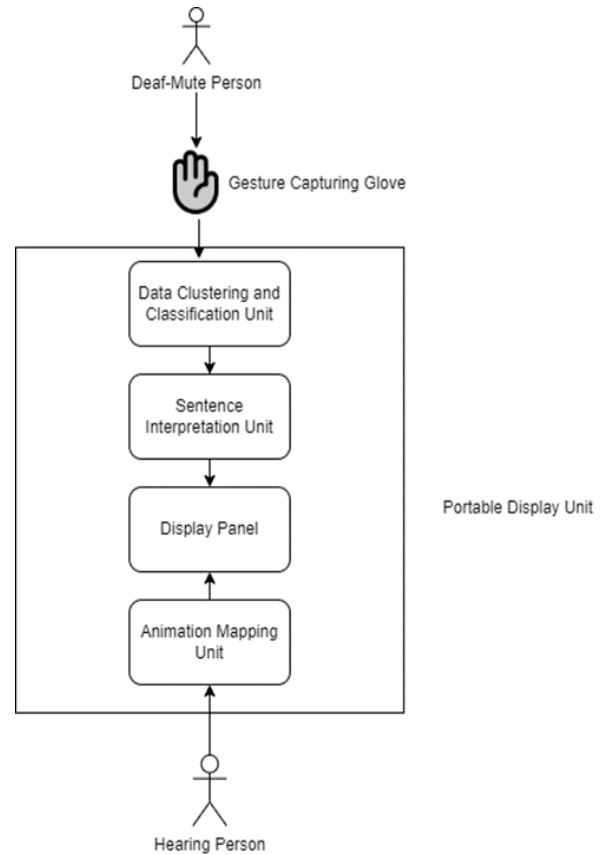 Deaf-Mute Person
Gesture Capturing Glove
Data Clustering and
Classification Unit
Sentence
Interpretation Unit
Display Panel
Portable Display Unit
Animation Mapping
Unit
Hearing Person